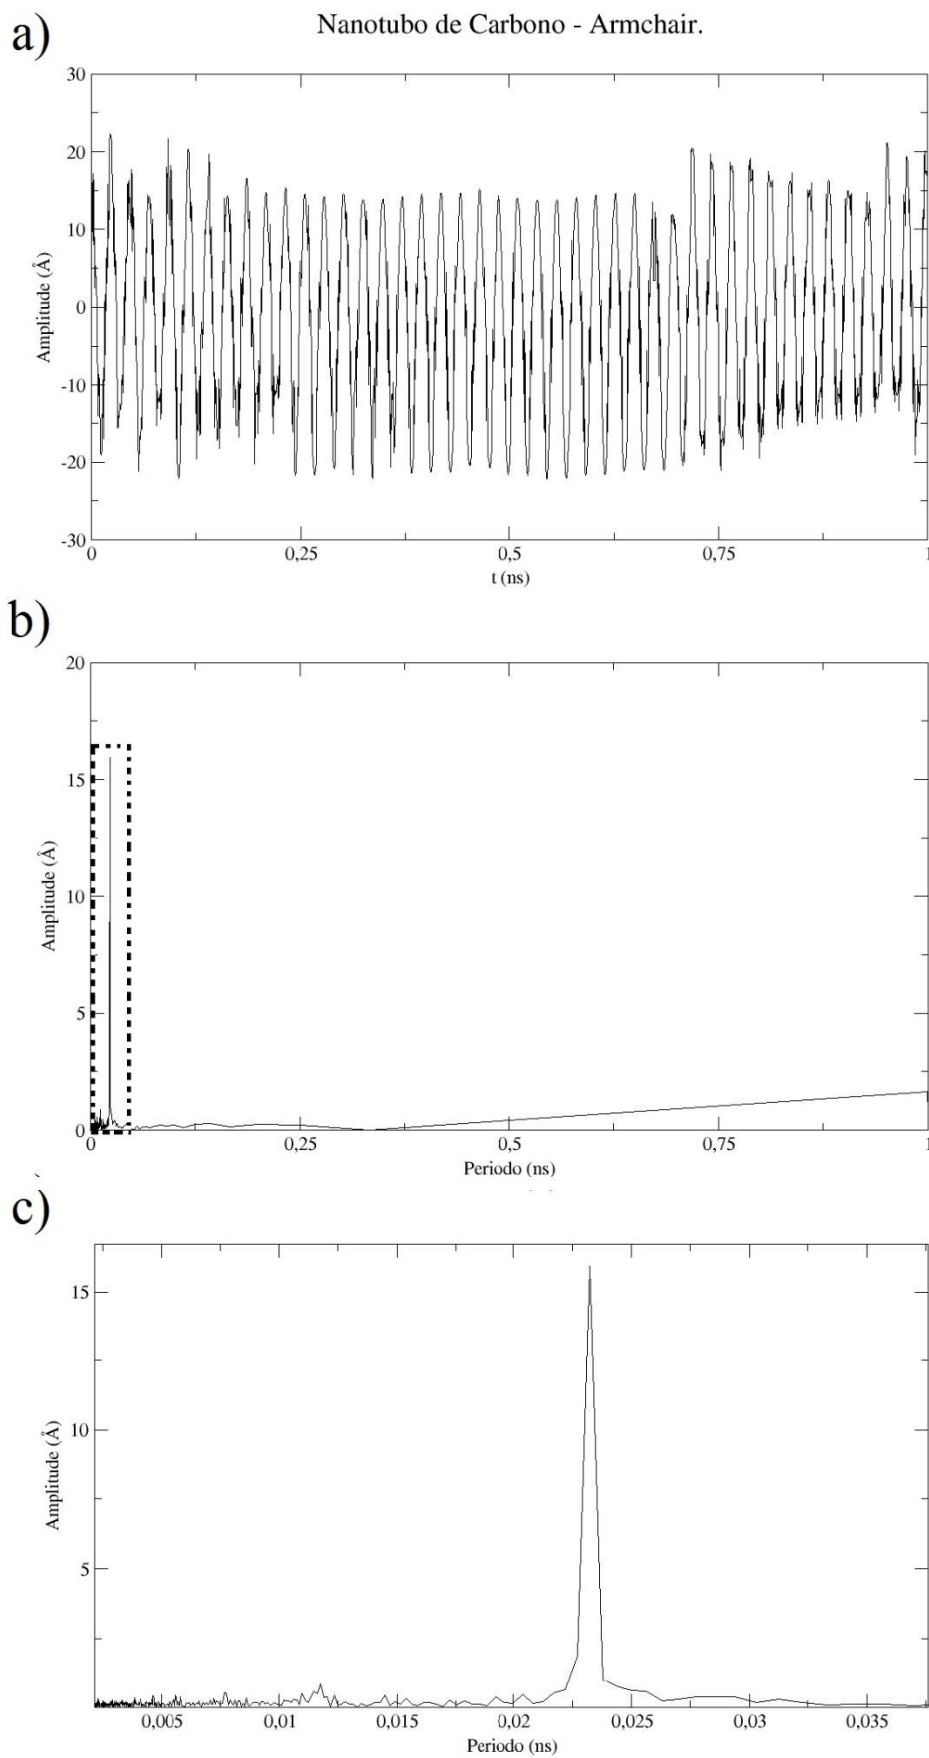 a)
Nanotubo de Carbono - Armchair.
30
20
10
0
-10
-20
-30
Amplitude (Å)
0 0,25 0,5 0,75 1
t (ns)
b)
20
15
10
5
0
Amplitude (Å)
0 0,25 0,5 0,75 1
Periodo (ns)
c)
15
10
5
Amplitude (Å)
0,005 0,01 0,015 0,02 0,025 0,03 0,035
Periodo (ns)